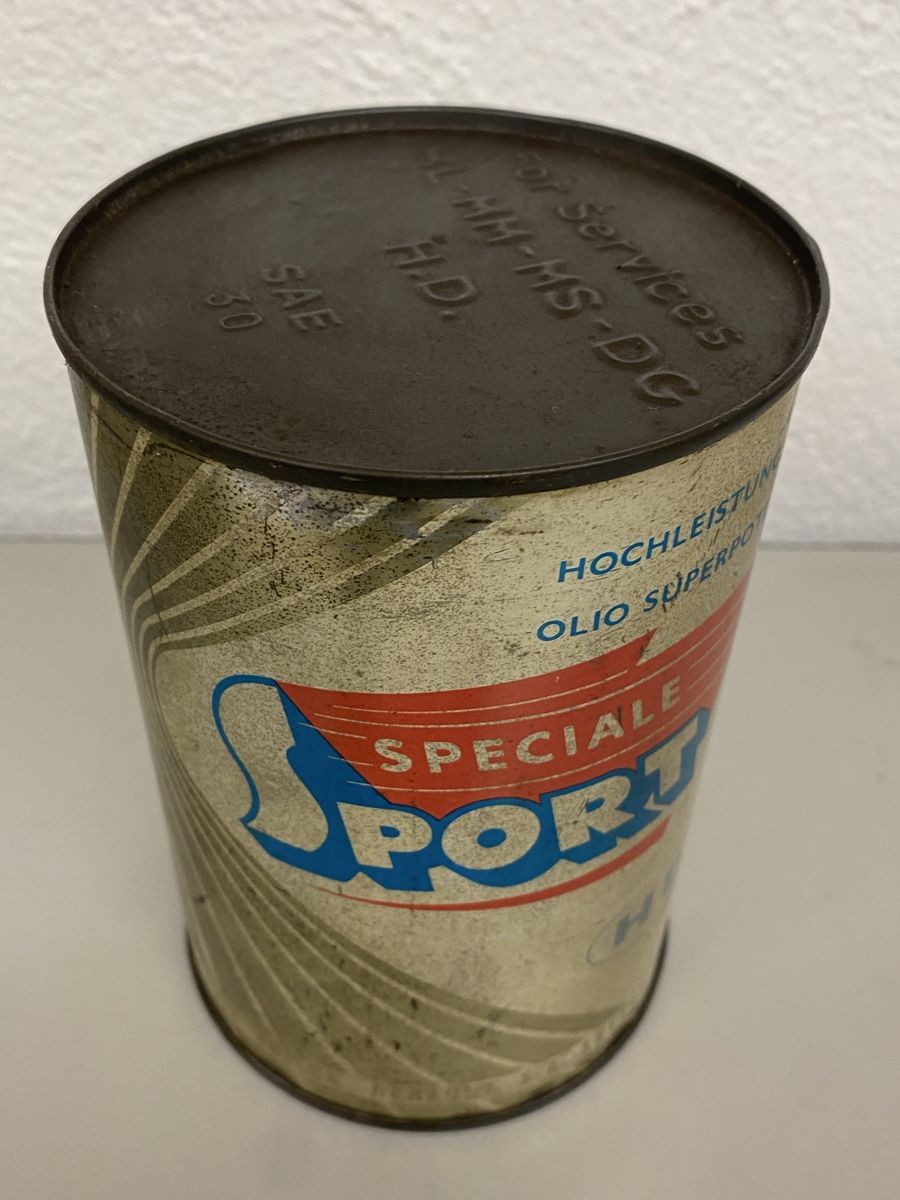 For Services
ML-MM-MS-DG
H.D.
SAE
30
HOCHLEISTUNG
OLIO SUPERPOT
SPECIALE
SPORT
H